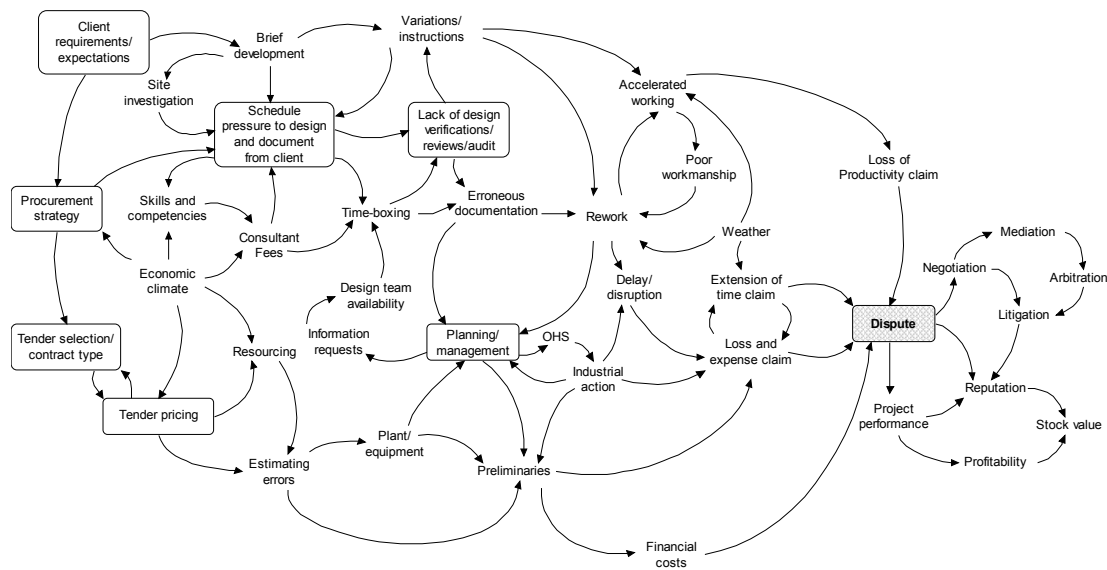 Client
requirements/
expectations
Brief
development
Variations/
instructions
Site
investigation
Accelerated
working
Schedule
pressure to design
and document
from client
Lack of design
verifications/
reviews/audit
Poor
workmanship
Loss of
Productivity claim
Procurement
strategy
Skills and
competencies
Time-boxing
Erroneous
documentation
Rework
Consultant
Fees
Weather
Mediation
Economic
climate
Design team
availability
Delay/
disruption
Extension of
time claim
Negotiation
Arbitration
Tender selection/
contract type
Information
requests
Planning/
management
OHS
Dispute
Litigation
Resourcing
Industrial
action
Loss and
expense claim
Reputation
Tender pricing
Project
performance
Stock value
Plant/
equipment
Estimating
errors
Preliminaries
Profitability
Financial
costs